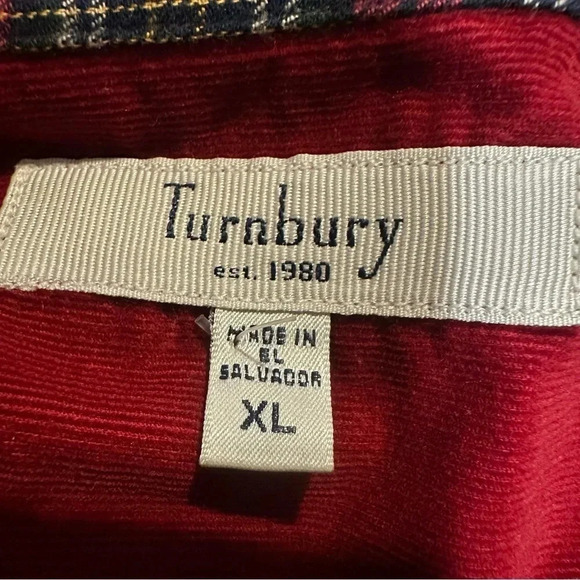 Turnbury
est. 1980
MADE IN
EL
SALVADOR
XL